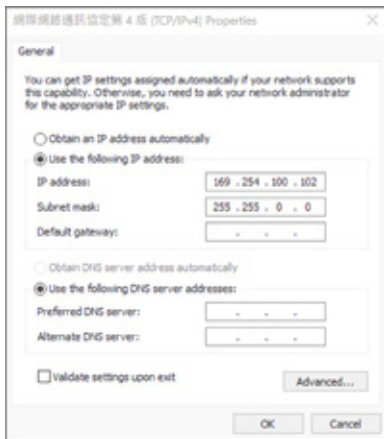 網際網路通訊協定第 4 版 (TCP/IPv4) Properties
General
You can get IP settings assigned automatically if your network supports
this capability. Otherwise, you need to ask your network administrator
for the appropriate IP settings.
Obtain an IP address automatically
Use the following IP address:
IP address: 169 . 254 . 100 . 102
Subnet mask: 255 . 255 . 0 . 0
Default gateway: . . .
Obtain DNS server address automatically
Use the following DNS server addresses:
Preferred DNS server: . . .
Alternate DNS server: . . .
Validate settings upon exit
Advanced...
OK Cancel